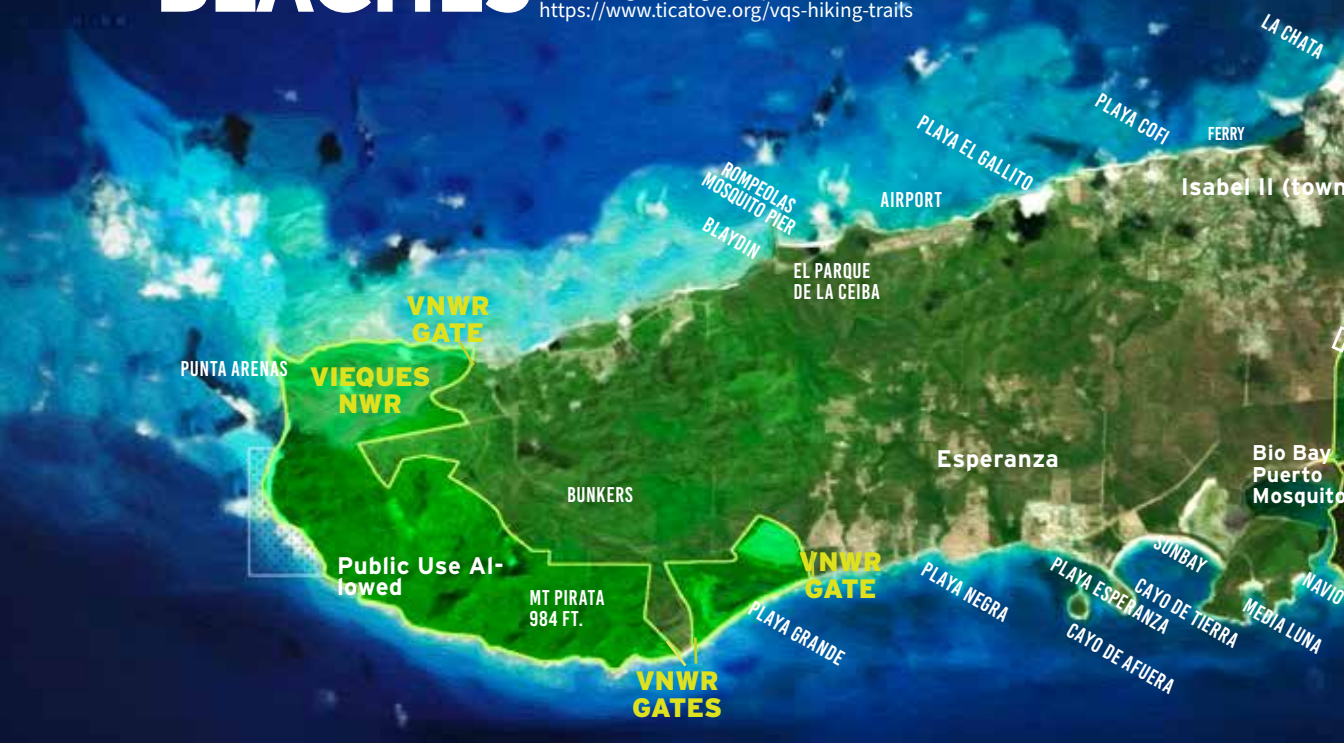 BEACHES
https://www.ticatove.org/vqs-hiking-trails
LA CHATA
PLAYA COFI
FERRY
PLAYA EL GALLITO
Isabel II (town
ROMPEOLAS
MOSQUITO PIER
BLAYDIN
AIRPORT
EL PARQUE
DE LA CEIBA
VNWR
GATE
PUNTA ARENAS
VIEQUES
NWR
Esperanza
Bio Bay
Puerto
Mosquito
BUNKERS
Public Use Al-
lowed
MT PIRATA
984 FT.
VNWR
GATE
PLAYA GRANDE
PLAYA NEGRA
PLAYA ESPERANZA
SUNBAY
CAYO DE TIERRA
CAYO DE AFUERA
MEDIA LUNA
NAVIO
VNWR
GATES